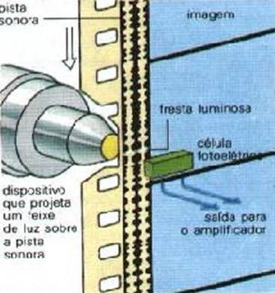 pista
sonora
imagem
fresta luminosa
célula
fotoelétrica
dispositivo
que projeta
um feixe
de luz sobre
a pista
sonora
saída para
o amplificador